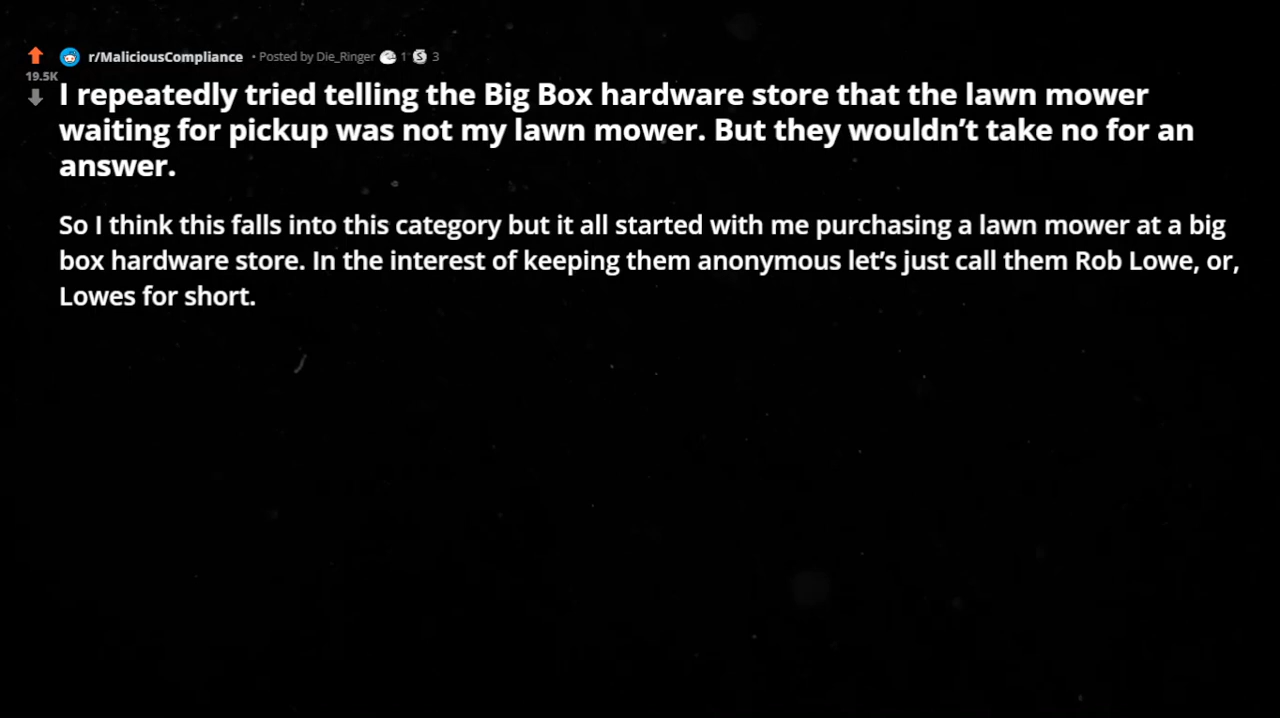 r/MaliciousCompliance • Posted by Die_Ringer 1 3
19.5K
I repeatedly tried telling the Big Box hardware store that the lawn mower
waiting for pickup was not my lawn mower. But they wouldn’t take no for an
answer.
So I think this falls into this category but it all started with me purchasing a lawn mower at a big
box hardware store. In the interest of keeping them anonymous let’s just call them Rob Lowe, or,
Lowes for short.